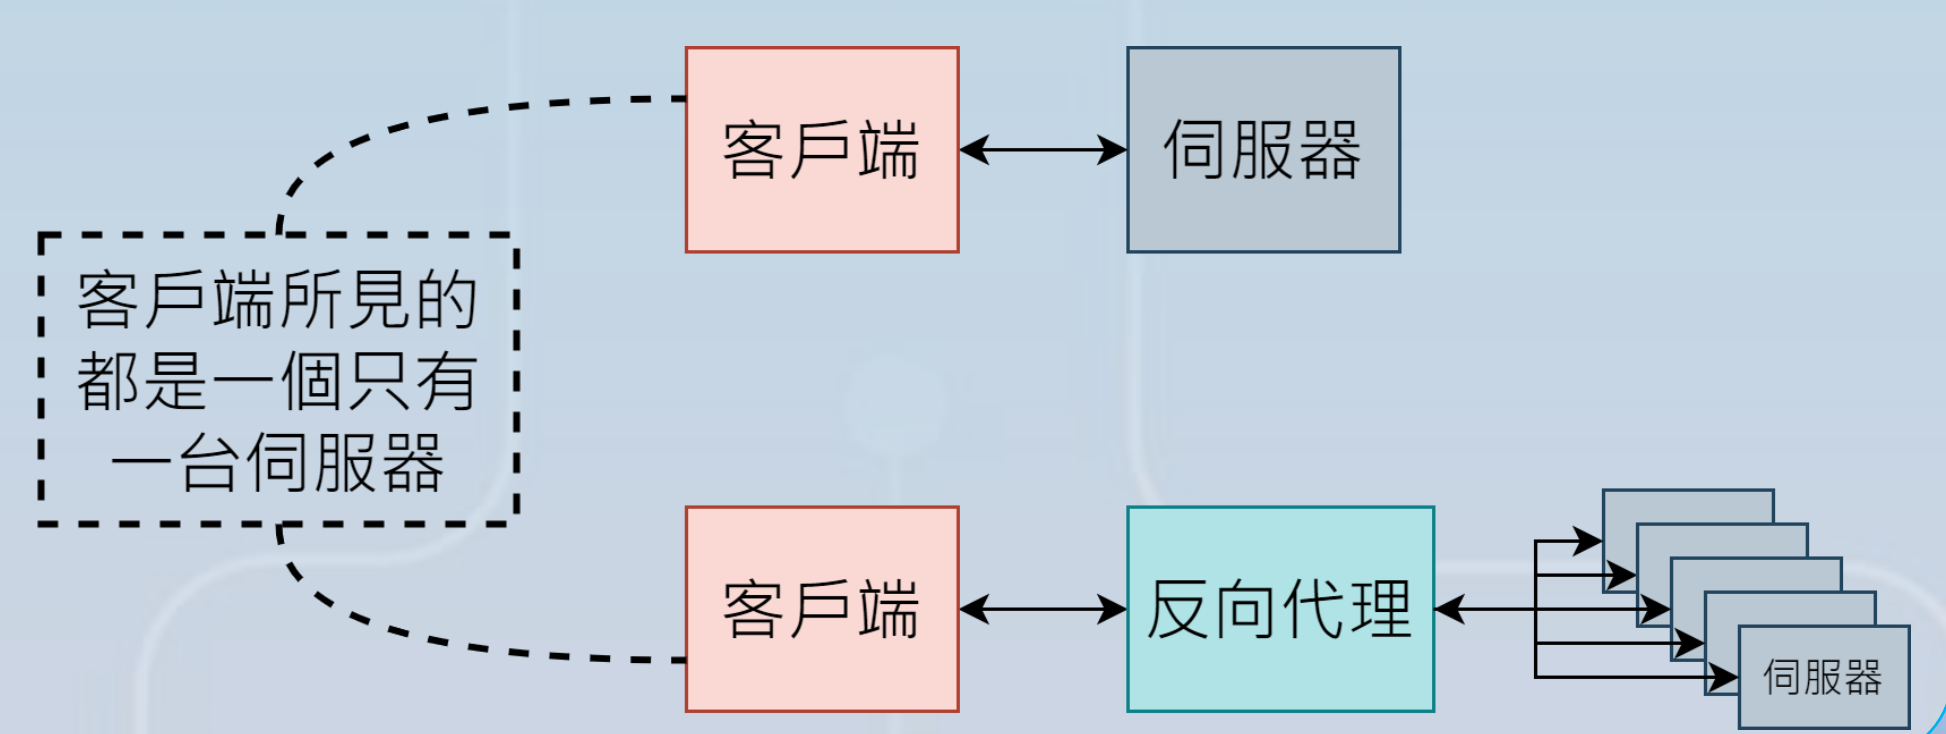 客戶端
伺服器
客戶端所見的
都是一個只有
一台伺服器
客戶端
反向代理
伺服器